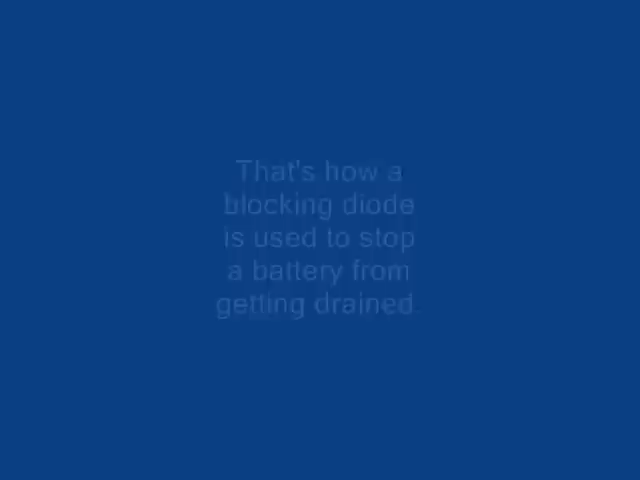 That's how a
blocking diode
is used to stop
a battery from
getting drained.